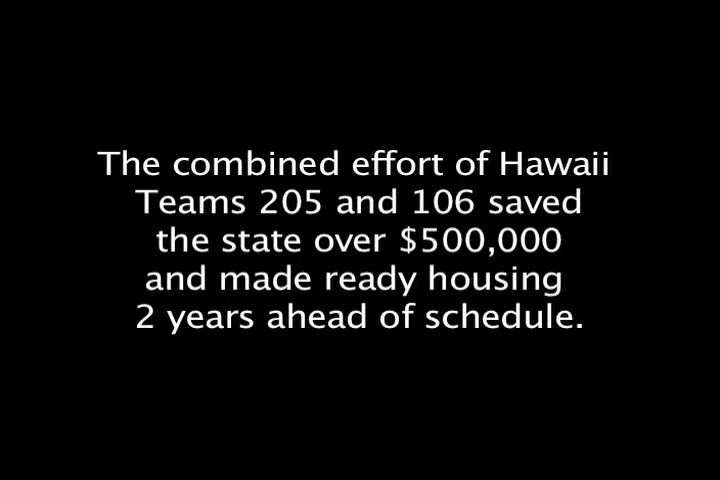 The combined effort of Hawaii
Teams 205 and 106 saved
the state over $500,000
and made ready housing
2 years ahead of schedule.